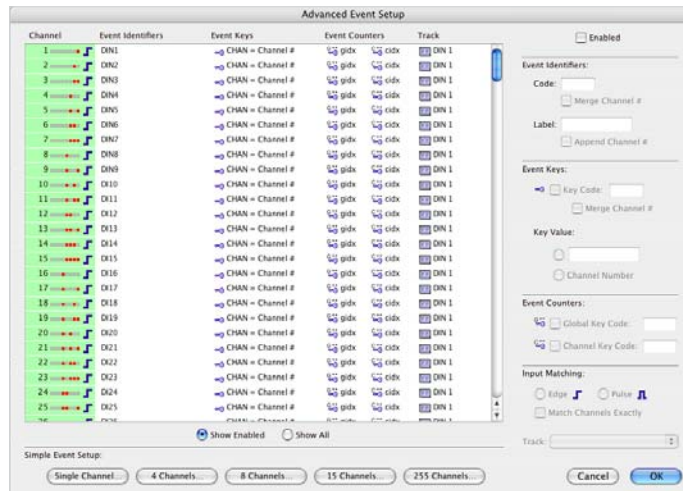 Advanced Event Setup
Channel Event Identifiers Event Keys Event Counters Track
1 DIN1 CHAN = Channel # gidx cidx DIN 1
2 DIN2 CHAN = Channel # gidx cidx DIN 1
3 DIN3 CHAN = Channel # gidx cidx DIN 1
4 DIN4 CHAN = Channel # gidx cidx DIN 1
5 DIN5 CHAN = Channel # gidx cidx DIN 1
6 DIN6 CHAN = Channel # gidx cidx DIN 1
7 DIN7 CHAN = Channel # gidx cidx DIN 1
8 DIN8 CHAN = Channel # gidx cidx DIN 1
9 DIN9 CHAN = Channel # gidx cidx DIN 1
10 DI10 CHAN = Channel # gidx cidx DIN 1
11 DI11 CHAN = Channel # gidx cidx DIN 1
12 DI12 CHAN = Channel # gidx cidx DIN 1
13 DI13 CHAN = Channel # gidx cidx DIN 1
14 DI14 CHAN = Channel # gidx cidx DIN 1
15 DI15 CHAN = Channel # gidx cidx DIN 1
16 DI16 CHAN = Channel # gidx cidx DIN 1
17 DI17 CHAN = Channel # gidx cidx DIN 1
18 DI18 CHAN = Channel # gidx cidx DIN 1
19 DI19 CHAN = Channel # gidx cidx DIN 1
20 DI20 CHAN = Channel # gidx cidx DIN 1
21 DI21 CHAN = Channel # gidx cidx DIN 1
22 DI22 CHAN = Channel # gidx cidx DIN 1
23 DI23 CHAN = Channel # gidx cidx DIN 1
24 DI24 CHAN = Channel # gidx cidx DIN 1
25 DI25 CHAN = Channel # gidx cidx DIN 1
Show Enabled Show All
Simple Event Setup:
Single Channel... 4 Channels... 8 Channels... 15 Channels... 255 Channels...
Enabled
Event Identifiers:
Code:
Merge Channel #
Label:
Append Channel #
Event Keys:
Key Code:
Merge Channel #
Key Value:
Channel Number
Event Counters:
Global Key Code:
Channel Key Code:
Input Matching:
Edge Pulse
Match Channels Exactly
Track:
Cancel OK